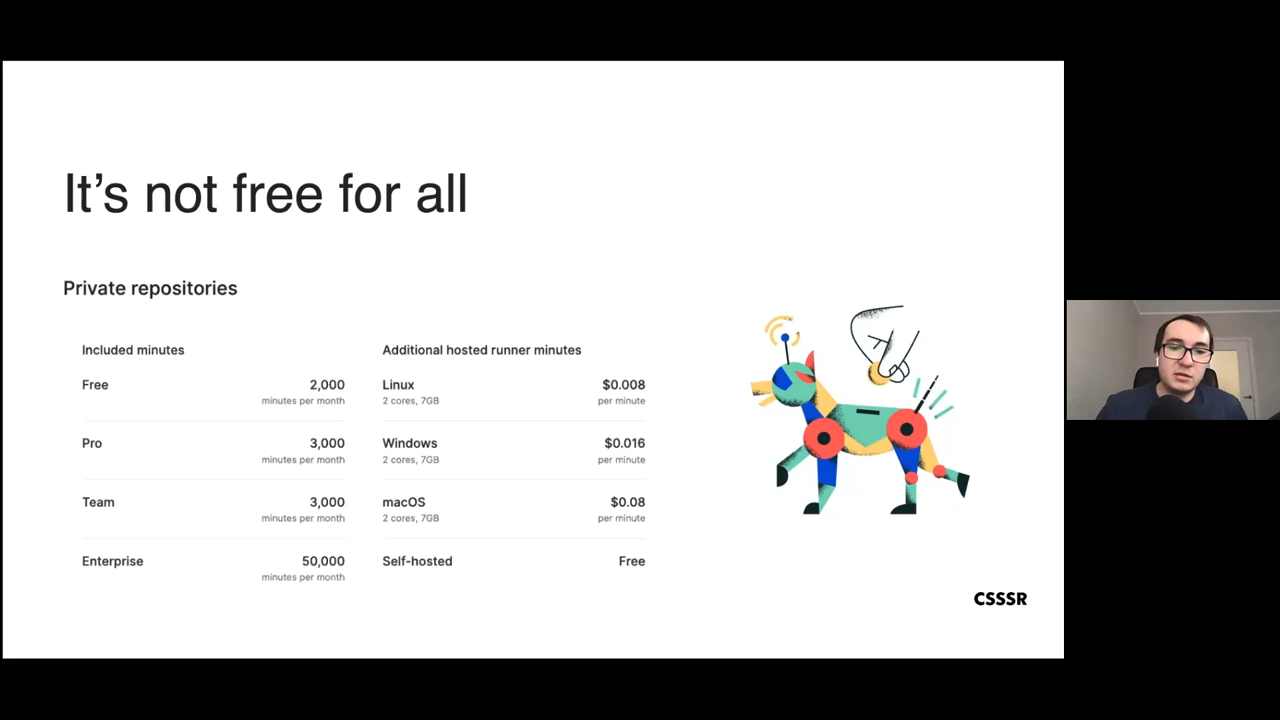 It's not free for all
Private repositories
Included minutes
Free 2,000
minutes per month
Pro 3,000
minutes per month
Team 3,000
minutes per month
Enterprise 50,000
minutes per month
Additional hosted runner minutes
Linux $0.008
2 cores, 7GB per minute
Windows $0.016
2 cores, 7GB per minute
macOS $0.08
2 cores, 7GB per minute
Self-hosted Free
CSSSR